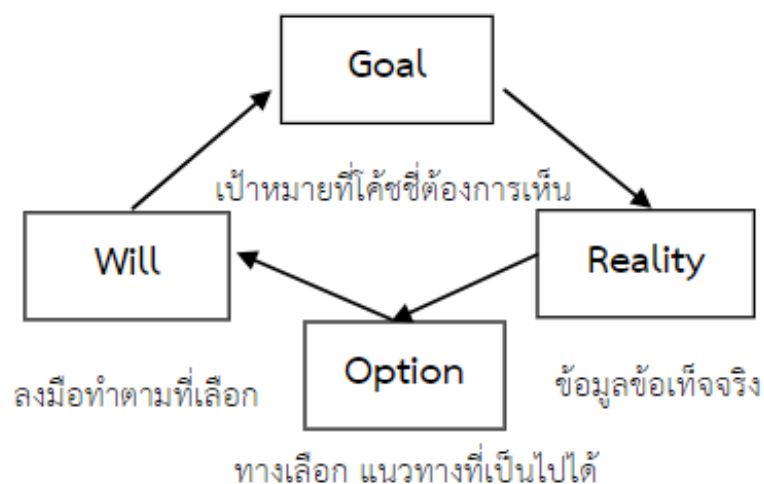 Goal
เป้าหมายที่โค้ชชี่ต้องการเห็น
Will
Reality
Option
ลงมือทำตามที่เลือก
ข้อมูลข้อเท็จจริง
ทางเลือก แนวทางที่เป็นไปได้